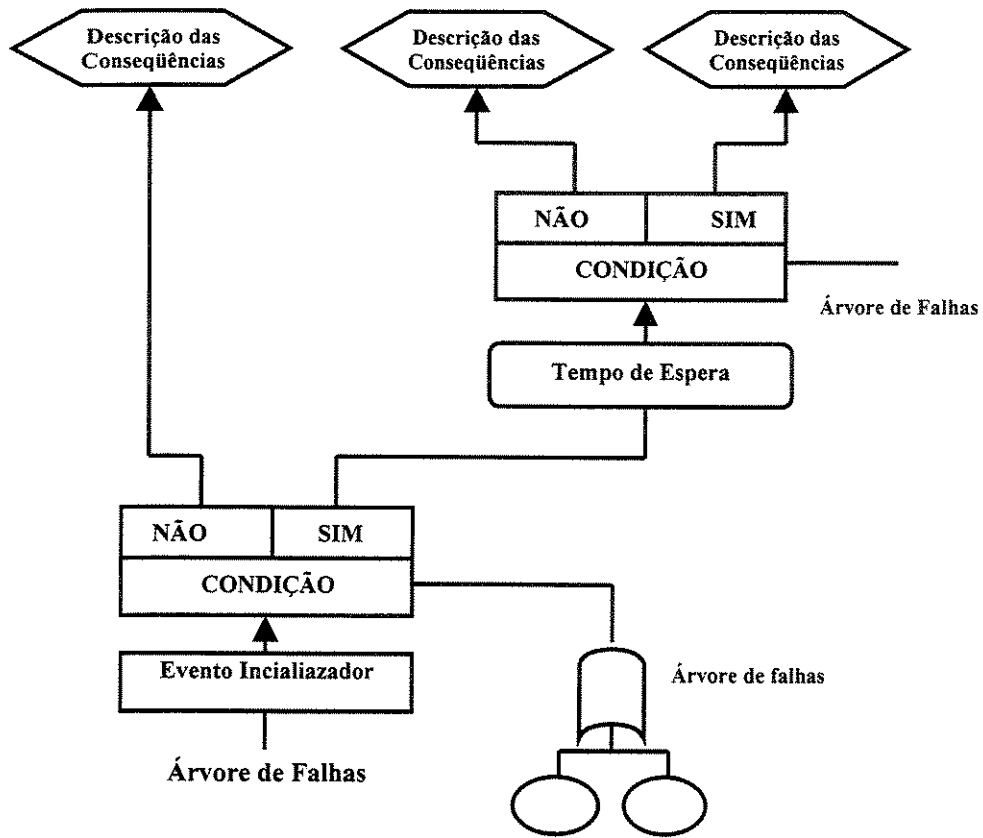 Descrição das
Conseqüências
Descrição das
Conseqüências
Descrição das
Conseqüências
NÃO
SIM
CONDIÇÃO
Árvore de Falhas
Tempo de Espera
NÃO
SIM
CONDIÇÃO
Evento Incialiazador
Árvore de falhas
Árvore de Falhas